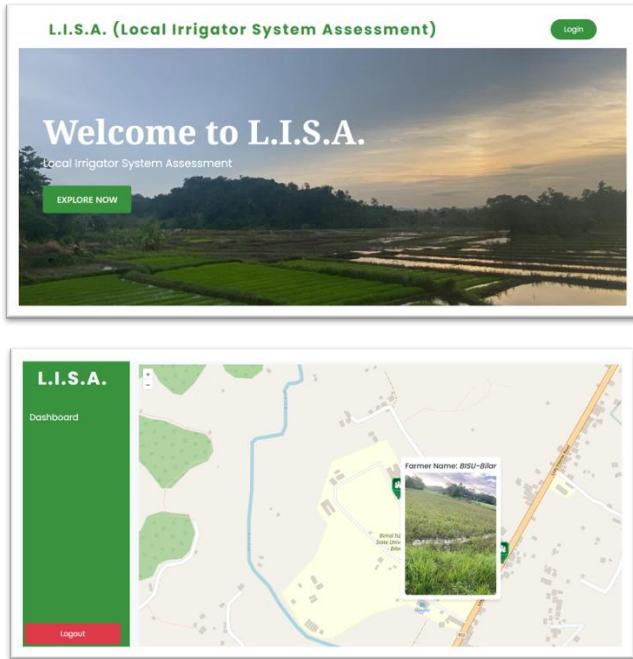 L.I.S.A. (Local Irrigator System Assessment)
Login
Welcome to L.I.S.A.
Local Irrigator System Assessment
EXPLORE NOW
L.I.S.A.
Dashboard
Logout
+
-
Farmer Name: BISU-Bilar